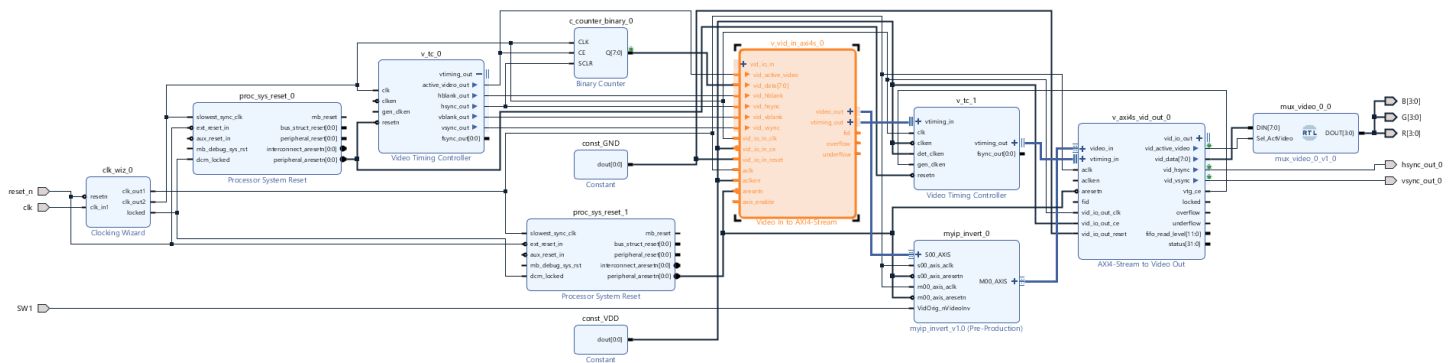 reset_n
clk
SW1
clk_wiz_0
resetn
clk_in1
clk_out1
clk_out2
locked
Clocking Wizard
proc_sys_reset_0
slowest_sync_clk
ext_reset_in
aux_reset_in
mb_debug_sys_rst
dcm_locked
mb_reset
bus_struct_reset[0:0]
peripheral_reset[0:0]
interconnect_aresetn[0:0]
peripheral_aresetn[0:0]
Processor System Reset
v_tc_0
clk
clken
gen_clken
resetn
vtiming_out
active_video_out
hblank_out
hsync_out
vblank_out
vsync_out
fsync_out[0:0]
Video Timing Controller
c_counter_binary_0
CLK
CE
SCLR
Q[7:0]
Binary Counter
const_GND
dout[0:0]
Constant
proc_sys_reset_1
slowest_sync_clk
ext_reset_in
aux_reset_in
mb_debug_sys_rst
dcm_locked
mb_reset
bus_struct_reset[0:0]
peripheral_reset[0:0]
interconnect_aresetn[0:0]
peripheral_aresetn[0:0]
Processor System Reset
const_VDD
dout[0:0]
Constant
v_vid_in_axi4s_0
vid_io_in
vid_active_video
vid_data[7:0]
vid_hblank
vid_hsync
vid_vblank
vid_vsync
vid_io_in_clk
vid_io_in_ce
vid_io_in_reset
aclk
aclken
aresetn
axis_enable
video_out
vtiming_out
fid
overflow
underflow
Video In to AXI4-Stream
v_tc_1
vtiming_in
clk
clken
det_clken
gen_clken
resetn
vtiming_out
fsync_out[0:0]
Video Timing Controller
myip_invert_0
S00_AXIS
s00_axis_aclk
s00_axis_aresetn
m00_axis_aclk
m00_axis_aresetn
VidOrig_nVideoInv
M00_AXIS
myip_invert_v1.0 (Pre-Production)
v_axi4s_vid_out_0
video_in
vtiming_in
aclk
aclken
aresetn
fid
vid_io_out_clk
vid_io_out_ce
vid_io_out_reset
vid_io_out
vid_active_video
vid_data[7:0]
vid_hsync
vid_vsync
vtg_ce
locked
overflow
underflow
fifo_read_level[11:0]
status[31:0]
AXI4-Stream to Video Out
mux_video_0_0
DIN[7:0]
Sel_ActVideo
RTL
DOUT[3:0]
mux_video_0_v1_0
B[3:0]
G[3:0]
R[3:0]
hsync_out_0
vsync_out_0